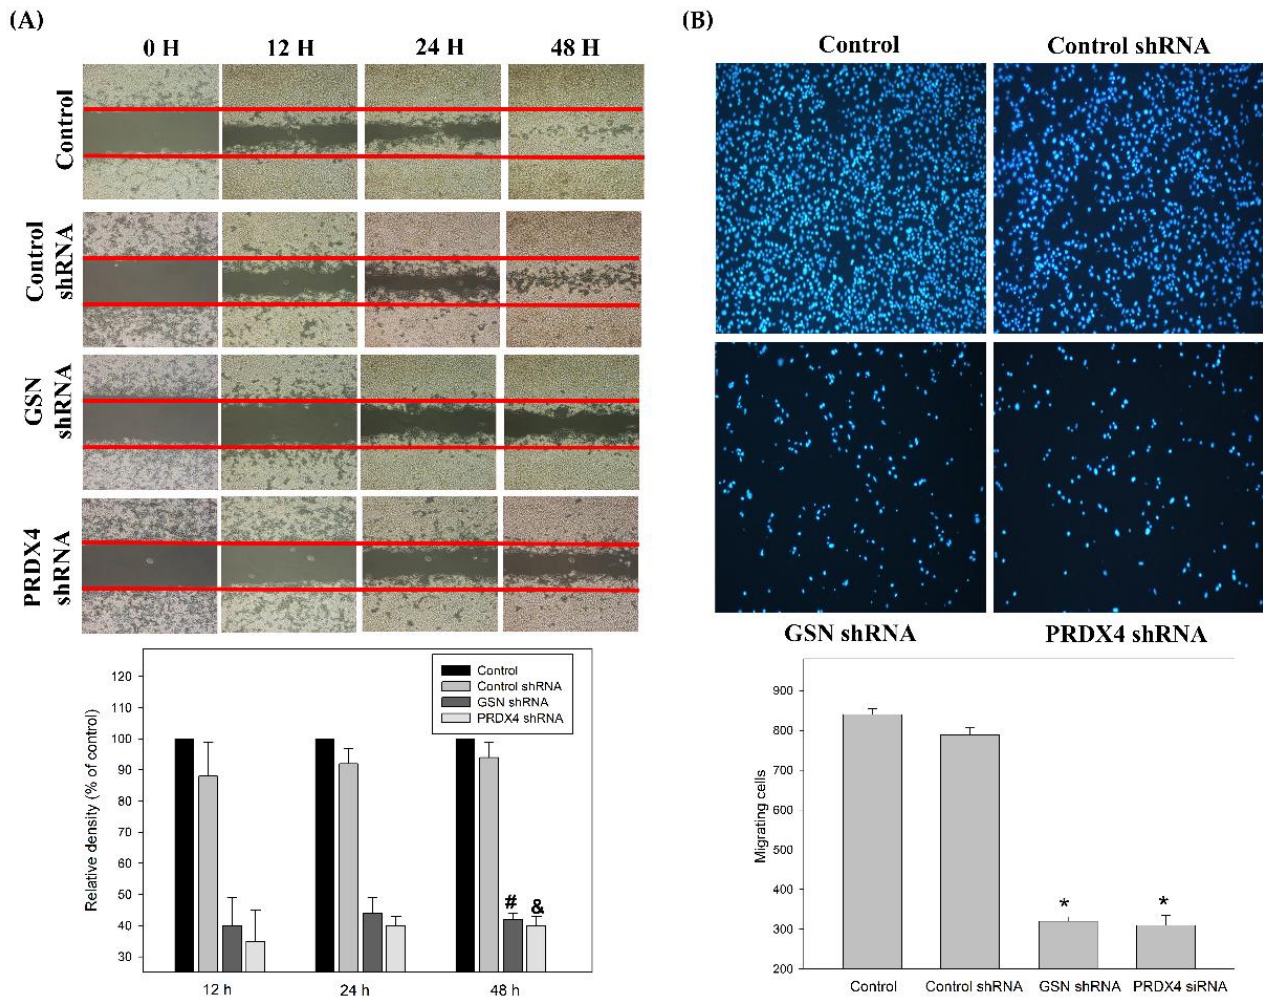 (A)
0 H 12 H 24 H 48 H
Control
Control
shRNA
GSN
shRNA
PRDX4
shRNA
Relative density (% of control)
120
110
100
90
80
70
60
50
40
30
Control
Control shRNA
GSN shRNA
PRDX4 shRNA
# &
12 h 24 h 48 h
(B)
Control Control shRNA
GSN shRNA PRDX4 shRNA
Migrating cells
900
800
700
600
500
400
300
200
* *
Control Control shRNA GSN shRNA PRDX4 siRNA